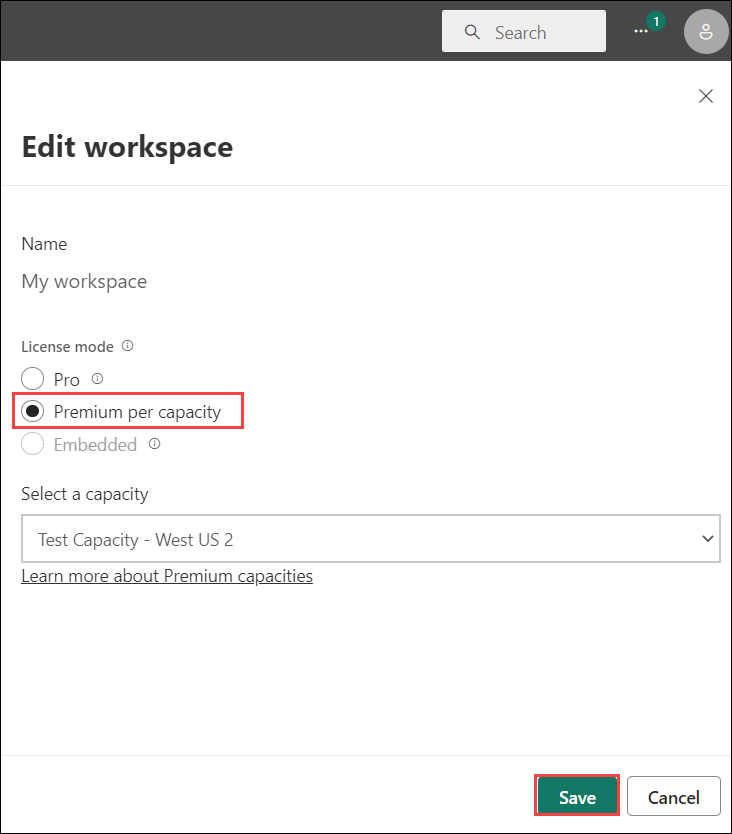 Search
1
Edit workspace
Name
My workspace
License mode
Pro
Premium per capacity
Embedded
Select a capacity
Test Capacity - West US 2
Learn more about Premium capacities
Save
Cancel